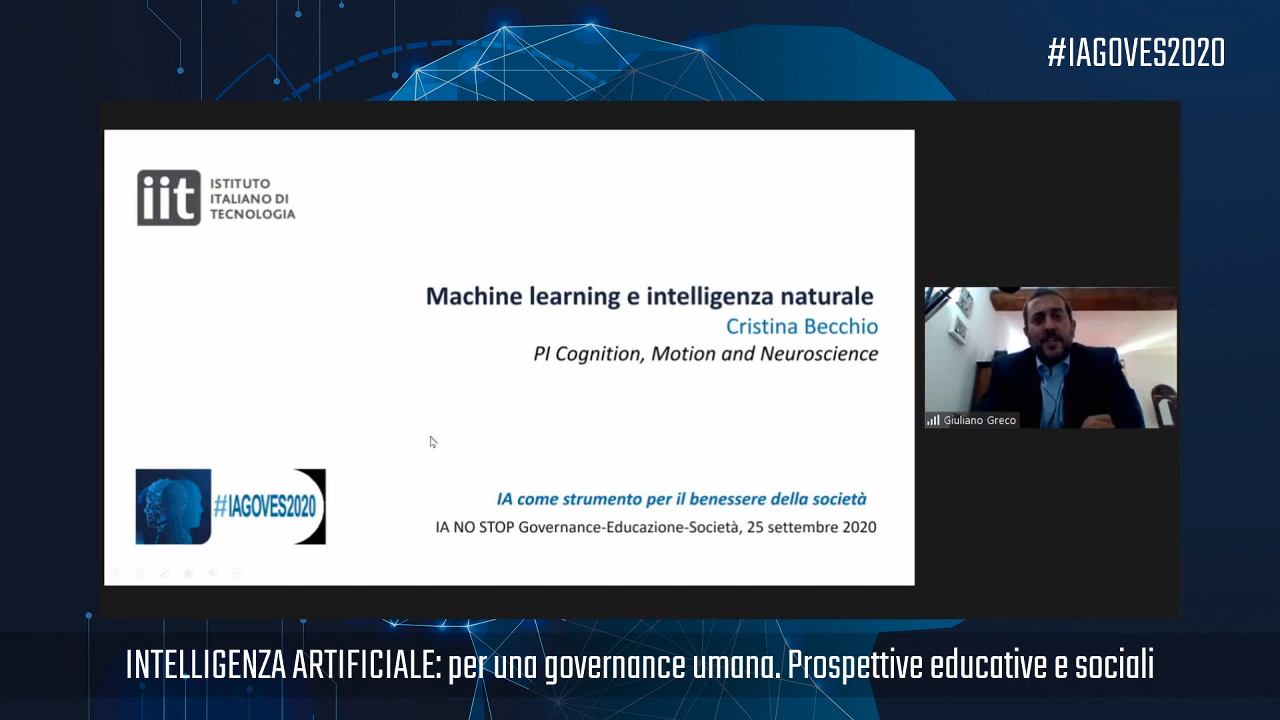 #IAGOVES2020
iit
ISTITUTO
ITALIANO DI
TECNOLOGIA
Machine learning e intelligenza naturale
Cristina Becchio
PI Cognition, Motion and Neuroscience
Giuliano Greco
#IAGOVES2020
IA come strumento per il benessere della società
IA NO STOP Governance-Educazione-Società, 25 settembre 2020
INTELLIGENZA ARTIFICIALE: per una governance umana. Prospettive educative e sociali